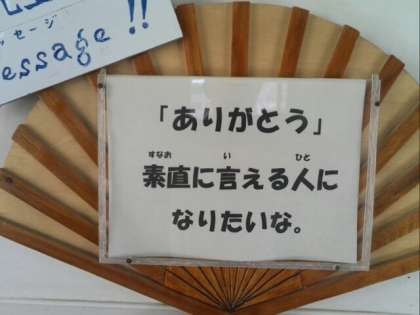 セージ
essage !!
「ありがとう」
すなお い ひと
素直に言える人に
なりたいな。